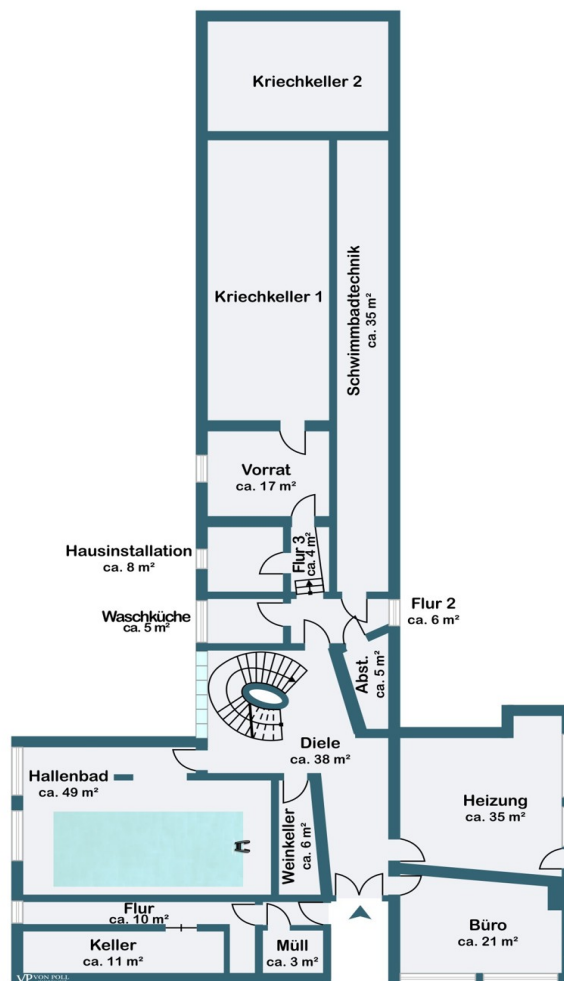 Kriechkeller 2
Kriechkeller 1
Schwimmbadtechnik
ca. 35 m²
Vorrat
ca. 17 m²
Hausinstallation
ca. 8 m²
Flur 3
ca. 4 m²
Waschküche
ca. 5 m²
Flur 2
ca. 6 m²
Abst.
ca. 5 m²
Diele
ca. 38 m²
Hallenbad
ca. 49 m²
Heizung
ca. 35 m²
Weinkeller
ca. 6 m²
Flur
ca. 10 m²
Büro
ca. 21 m²
Keller
ca. 11 m²
Müll
ca. 3 m²
VP VON POLL